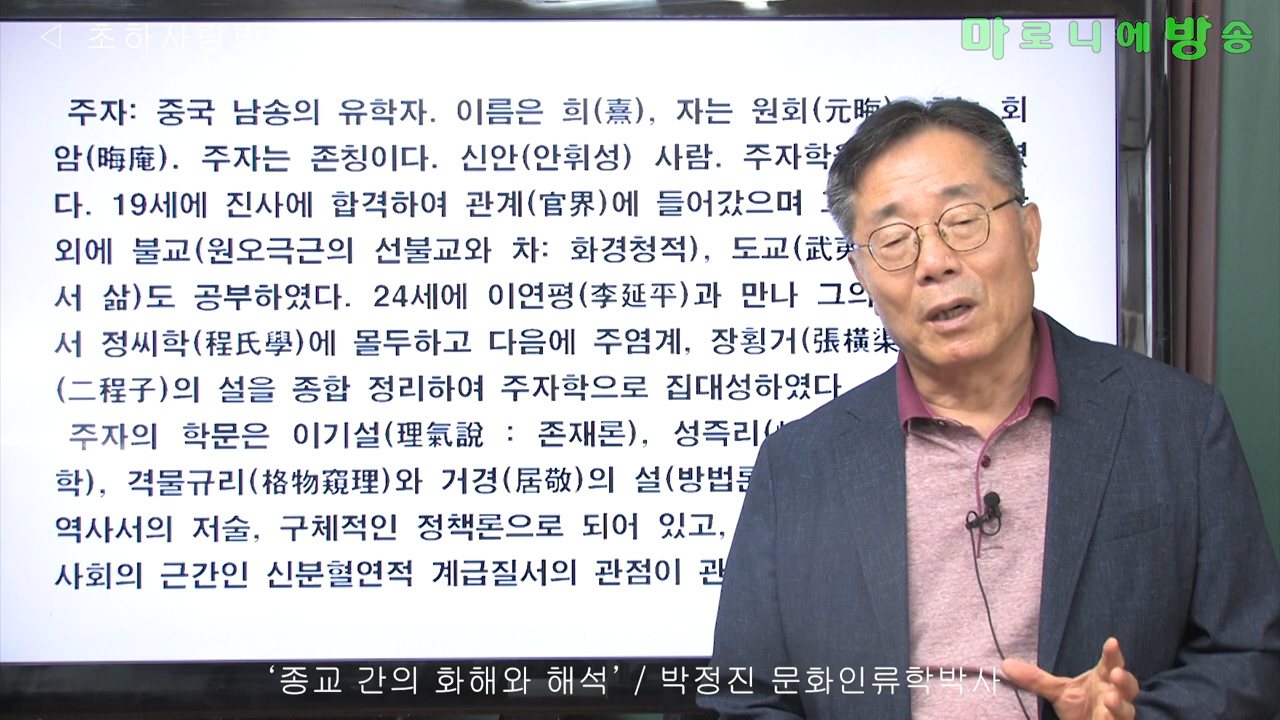 ◁ 초하사랑방
마로니에방송
주자: 중국 남송의 유학자. 이름은 희(熹), 자는 원회(元晦) 회
암(晦庵). 주자는 존칭이다. 신안(안휘성) 사람. 주자학을
다. 19세에 진사에 합격하여 관계(官界)에 들어갔으며
외에 불교(원오극근의 선불교와 차: 화경청적), 도교(武夷
서 삶)도 공부하였다. 24세에 이연평(李延平)과 만나 그의
서 정씨학(程氏學)에 몰두하고 다음에 주염계, 장횡거(張橫渠
(二程子)의 설을 종합 정리하여 주자학으로 집대성하였다
주자의 학문은 이기설(理氣說 : 존재론), 성즉리(
학), 격물규리(格物窺理)와 거경(居敬)의 설(방법론
역사서의 저술, 구체적인 정책론으로 되어 있고,
사회의 근간인 신분혈연적 계급질서의 관점이 관
‘종교 간의 화해와 해석’ / 박정진 문화인류학박사